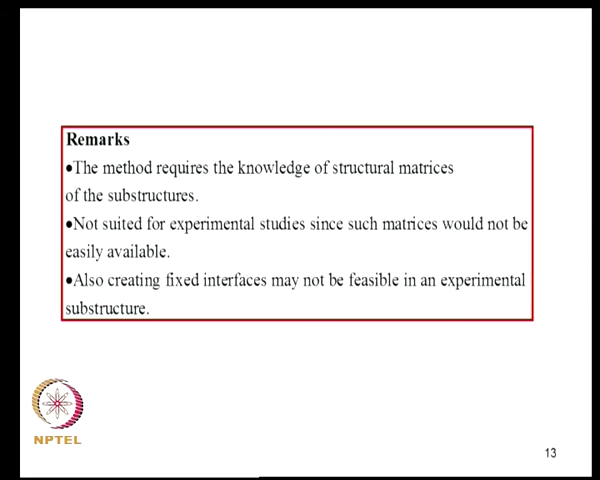 Remarks
•The method requires the knowledge of structural matrices
of the substructures.
•Not suited for experimental studies since such matrices would not be
easily available.
•Also creating fixed interfaces may not be feasible in an experimental
substructure.
NPTEL
13